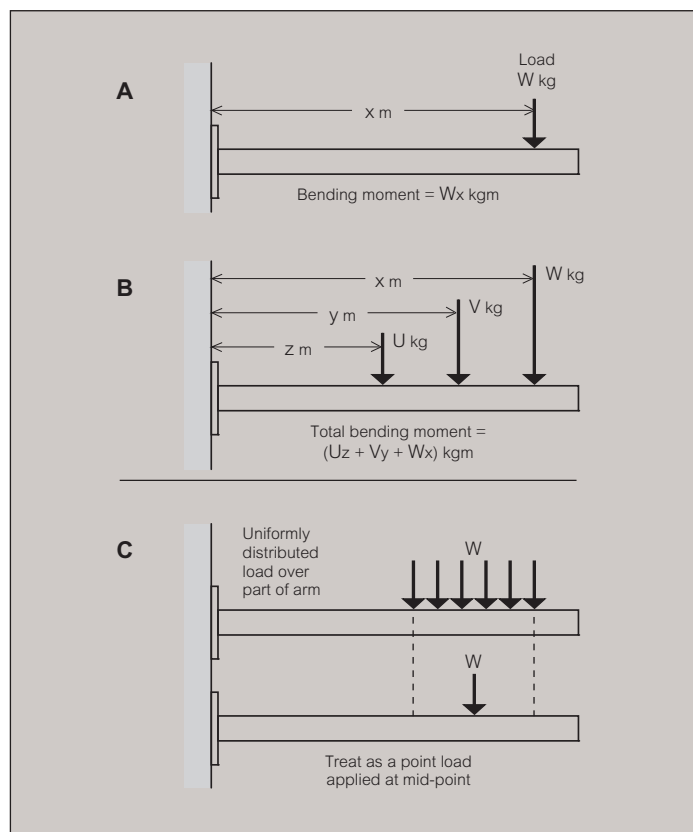 A
Load
W kg
x m
Bending moment = Wx kgm
B
W kg
x m
V kg
y m
U kg
z m
Total bending moment =
(Uz + Vy + Wx) kgm
C
Uniformly
distributed
load over
part of arm
W
W
Treat as a point load
applied at mid-point